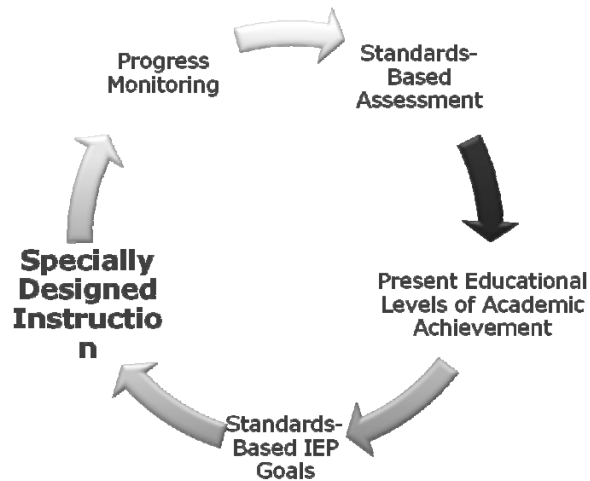 Progress
Monitoring
Standards-
Based
Assessment
Present Educational
Levels of Academic
Achievement
Standards-
Based IEP
Goals
Specially
Designed
Instructio
n